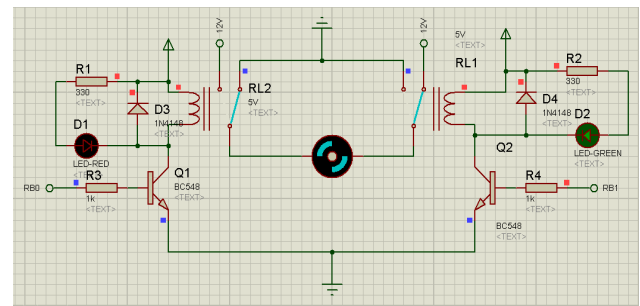 12V
12V
5V
<TEXT>
R1
330
<TEXT>
RL2
5V
<TEXT>
RL1
R2
330
<TEXT>
D3
1N4148
<TEXT>
D4
1N4148
<TEXT>
D1
LED-RED
<TEXT>
D2
LED-GREEN
<TEXT>
Q1
BC548
<TEXT>
Q2
BC548
<TEXT>
RB0
R3
1k
<TEXT>
R4
1k
<TEXT>
RB1